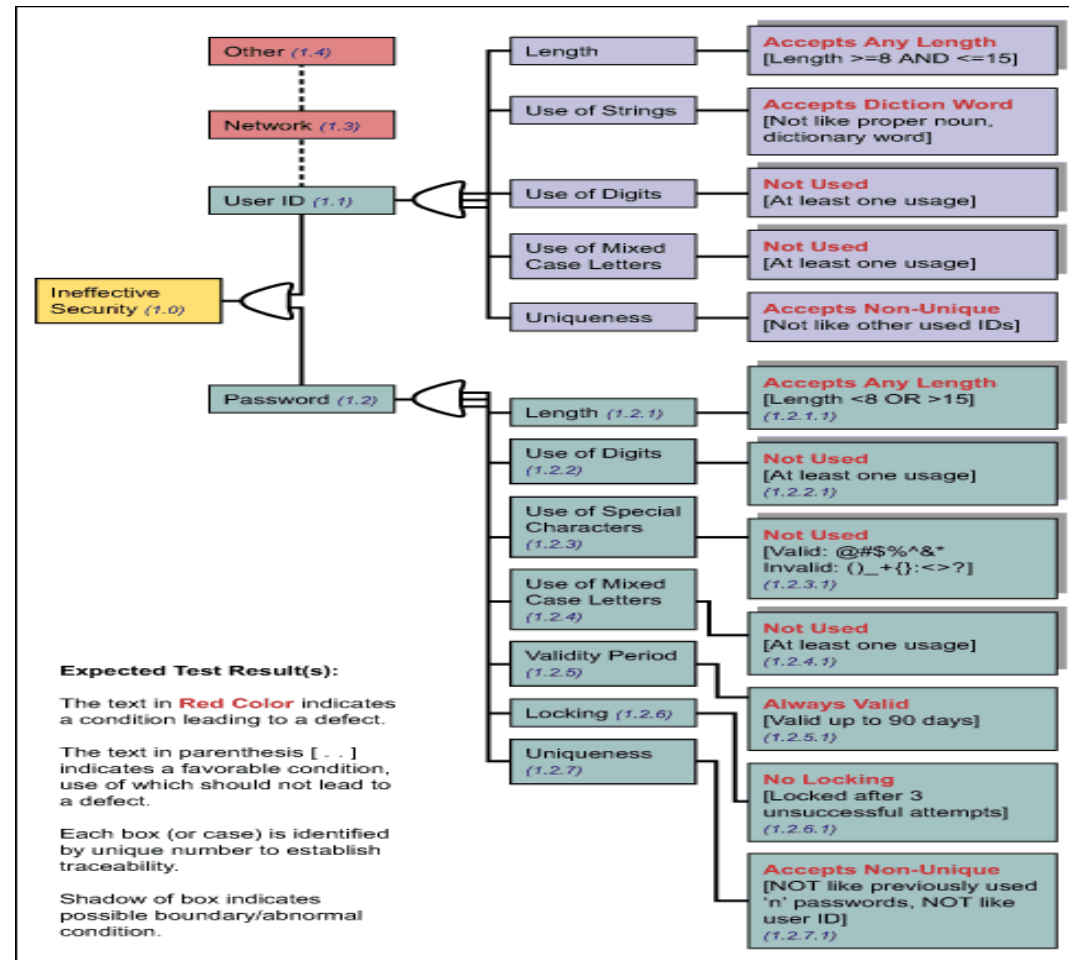 Other (1.4)
Network (1.3)
User ID (1.1)
Ineffective
Security (1.0)
Password (1.2)
Length
Accepts Any Length
[Length >=8 AND <=15]
Use of Strings
Accepts Diction Word
[Not like proper noun,
dictionary word]
Use of Digits
Not Used
[At least one usage]
Use of Mixed
Case Letters
Not Used
[At least one usage]
Uniqueness
Accepts Non-Unique
[Not like other used IDs]
Length (1.2.1)
Accepts Any Length
[Length <8 OR >15]
(1.2.1.1)
Use of Digits
(1.2.2)
Not Used
[At least one usage]
(1.2.2.1)
Use of Special
Characters
(1.2.3)
Not Used
[Valid: @#$%^&*
Invalid: ()_+{}:<>?]
(1.2.3.1)
Use of Mixed
Case Letters
(1.2.4)
Not Used
[At least one usage]
(1.2.4.1)
Validity Period
(1.2.5)
Always Valid
[Valid up to 90 days]
(1.2.5.1)
Locking (1.2.6)
No Locking
[Locked after 3
unsuccessful attempts]
(1.2.6.1)
Uniqueness
(1.2.7)
Accepts Non-Unique
[NOT like previously used
'n' passwords, NOT like
user ID]
(1.2.7.1)
Expected Test Result(s):
The text in Red Color indicates
a condition leading to a defect.
The text in parenthesis [ . . ]
indicates a favorable condition,
use of which should not lead to
a defect.
Each box (or case) is identified
by unique number to establish
traceability.
Shadow of box indicates
possible boundary/abnormal
condition.